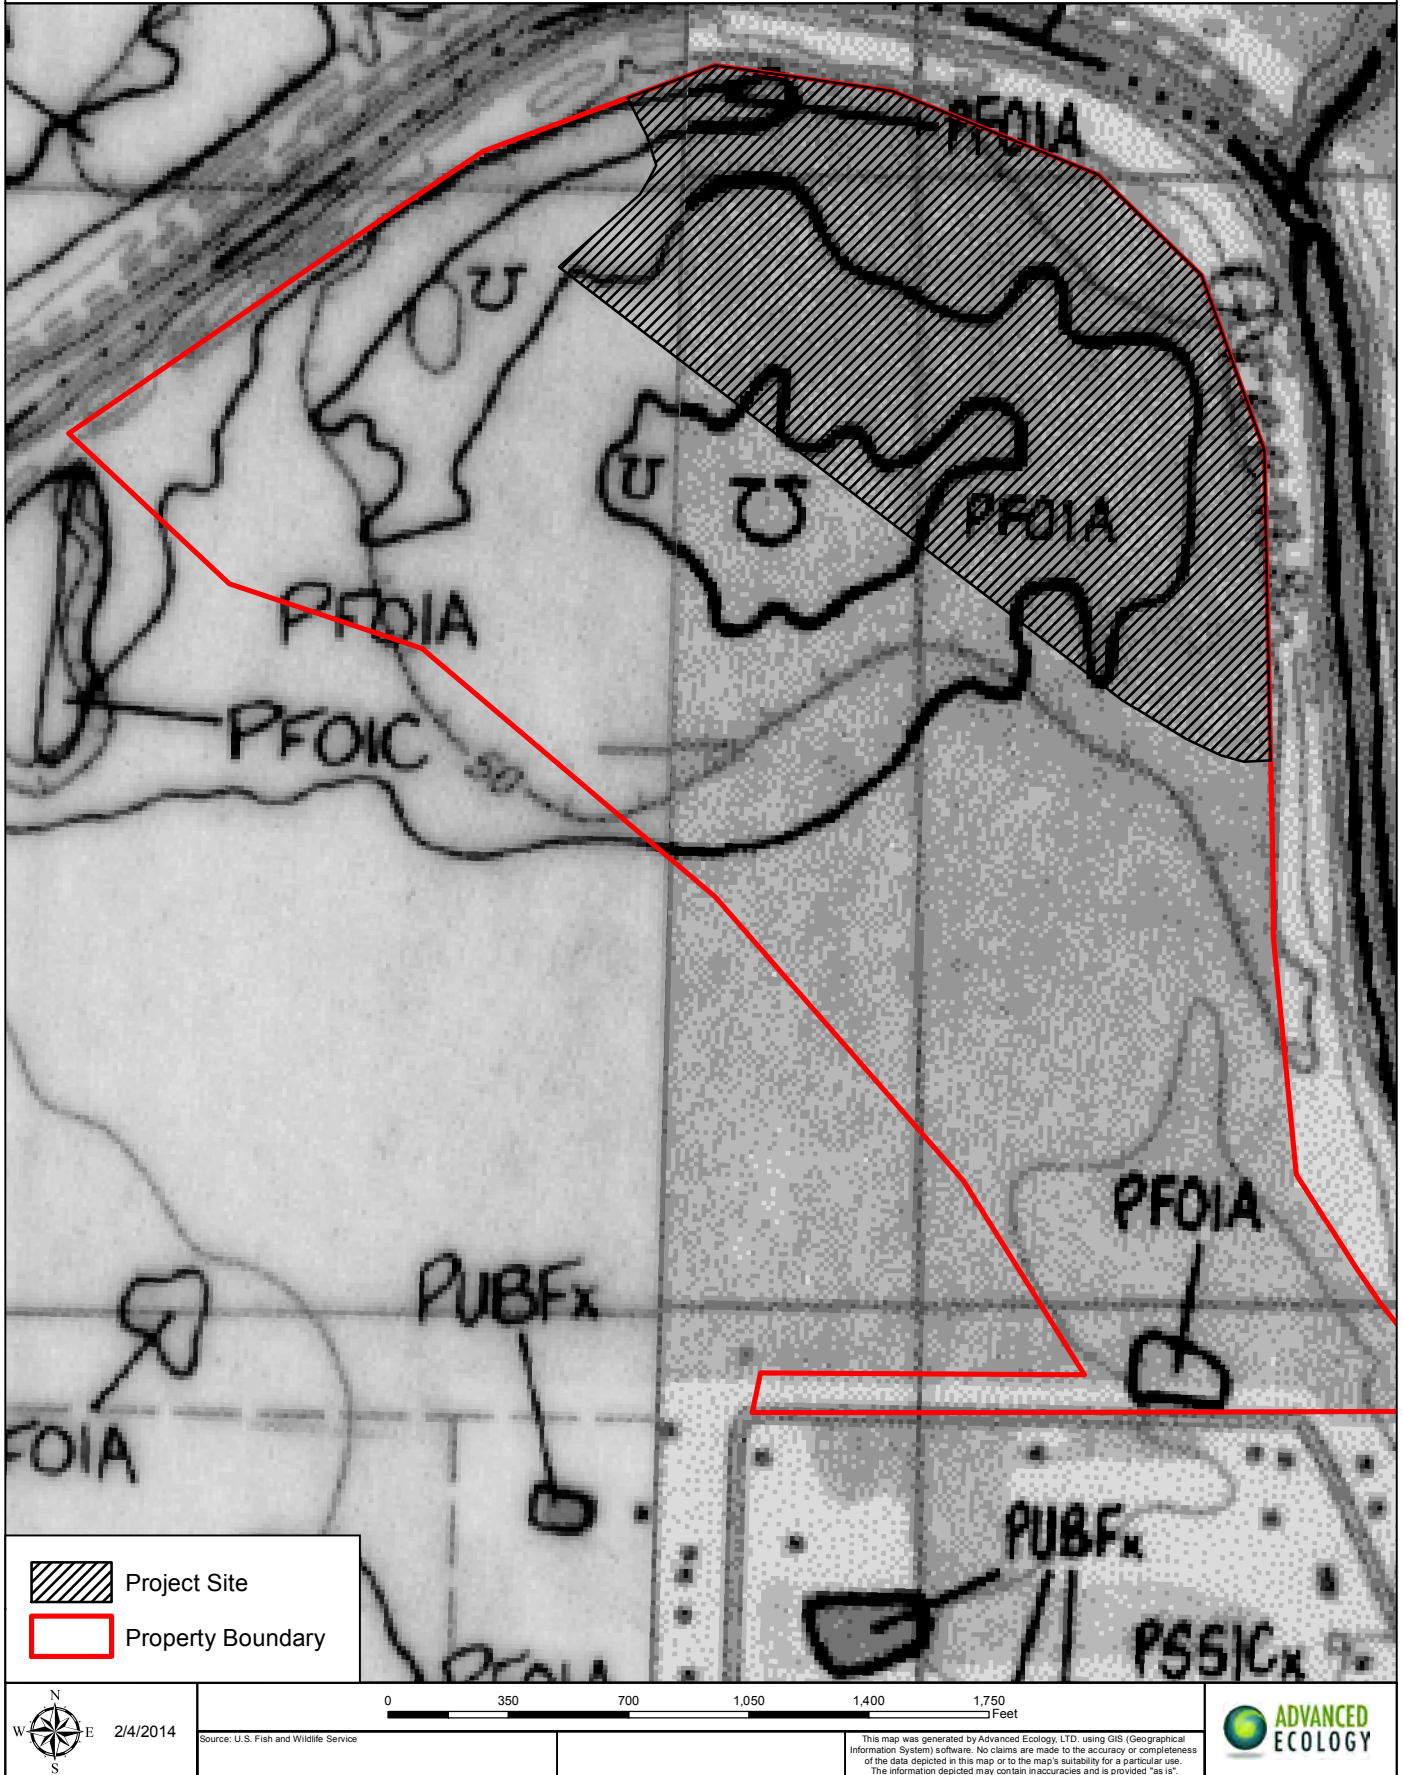 PFO1A
U
U
U
PFO1A
PFO1A
PFO1C
50
PFO1A
PUBFx
FO1A
PUBFx
PSS1Cx
PFO1A
Project Site
Property Boundary
N
W E
S
2/4/2014
0 350 700 1,050 1,400 1,750
Feet
Source: U.S. Fish and Wildlife Service
This map was generated by Advanced Ecology, LTD. using GIS (Geographical
Information System) software. No claims are made to the accuracy or completeness
of the data depicted in this map or to the map's suitability for a particular use.
The information depicted may contain inaccuracies and is provided "as is".
ADVANCED
ECOLOGY